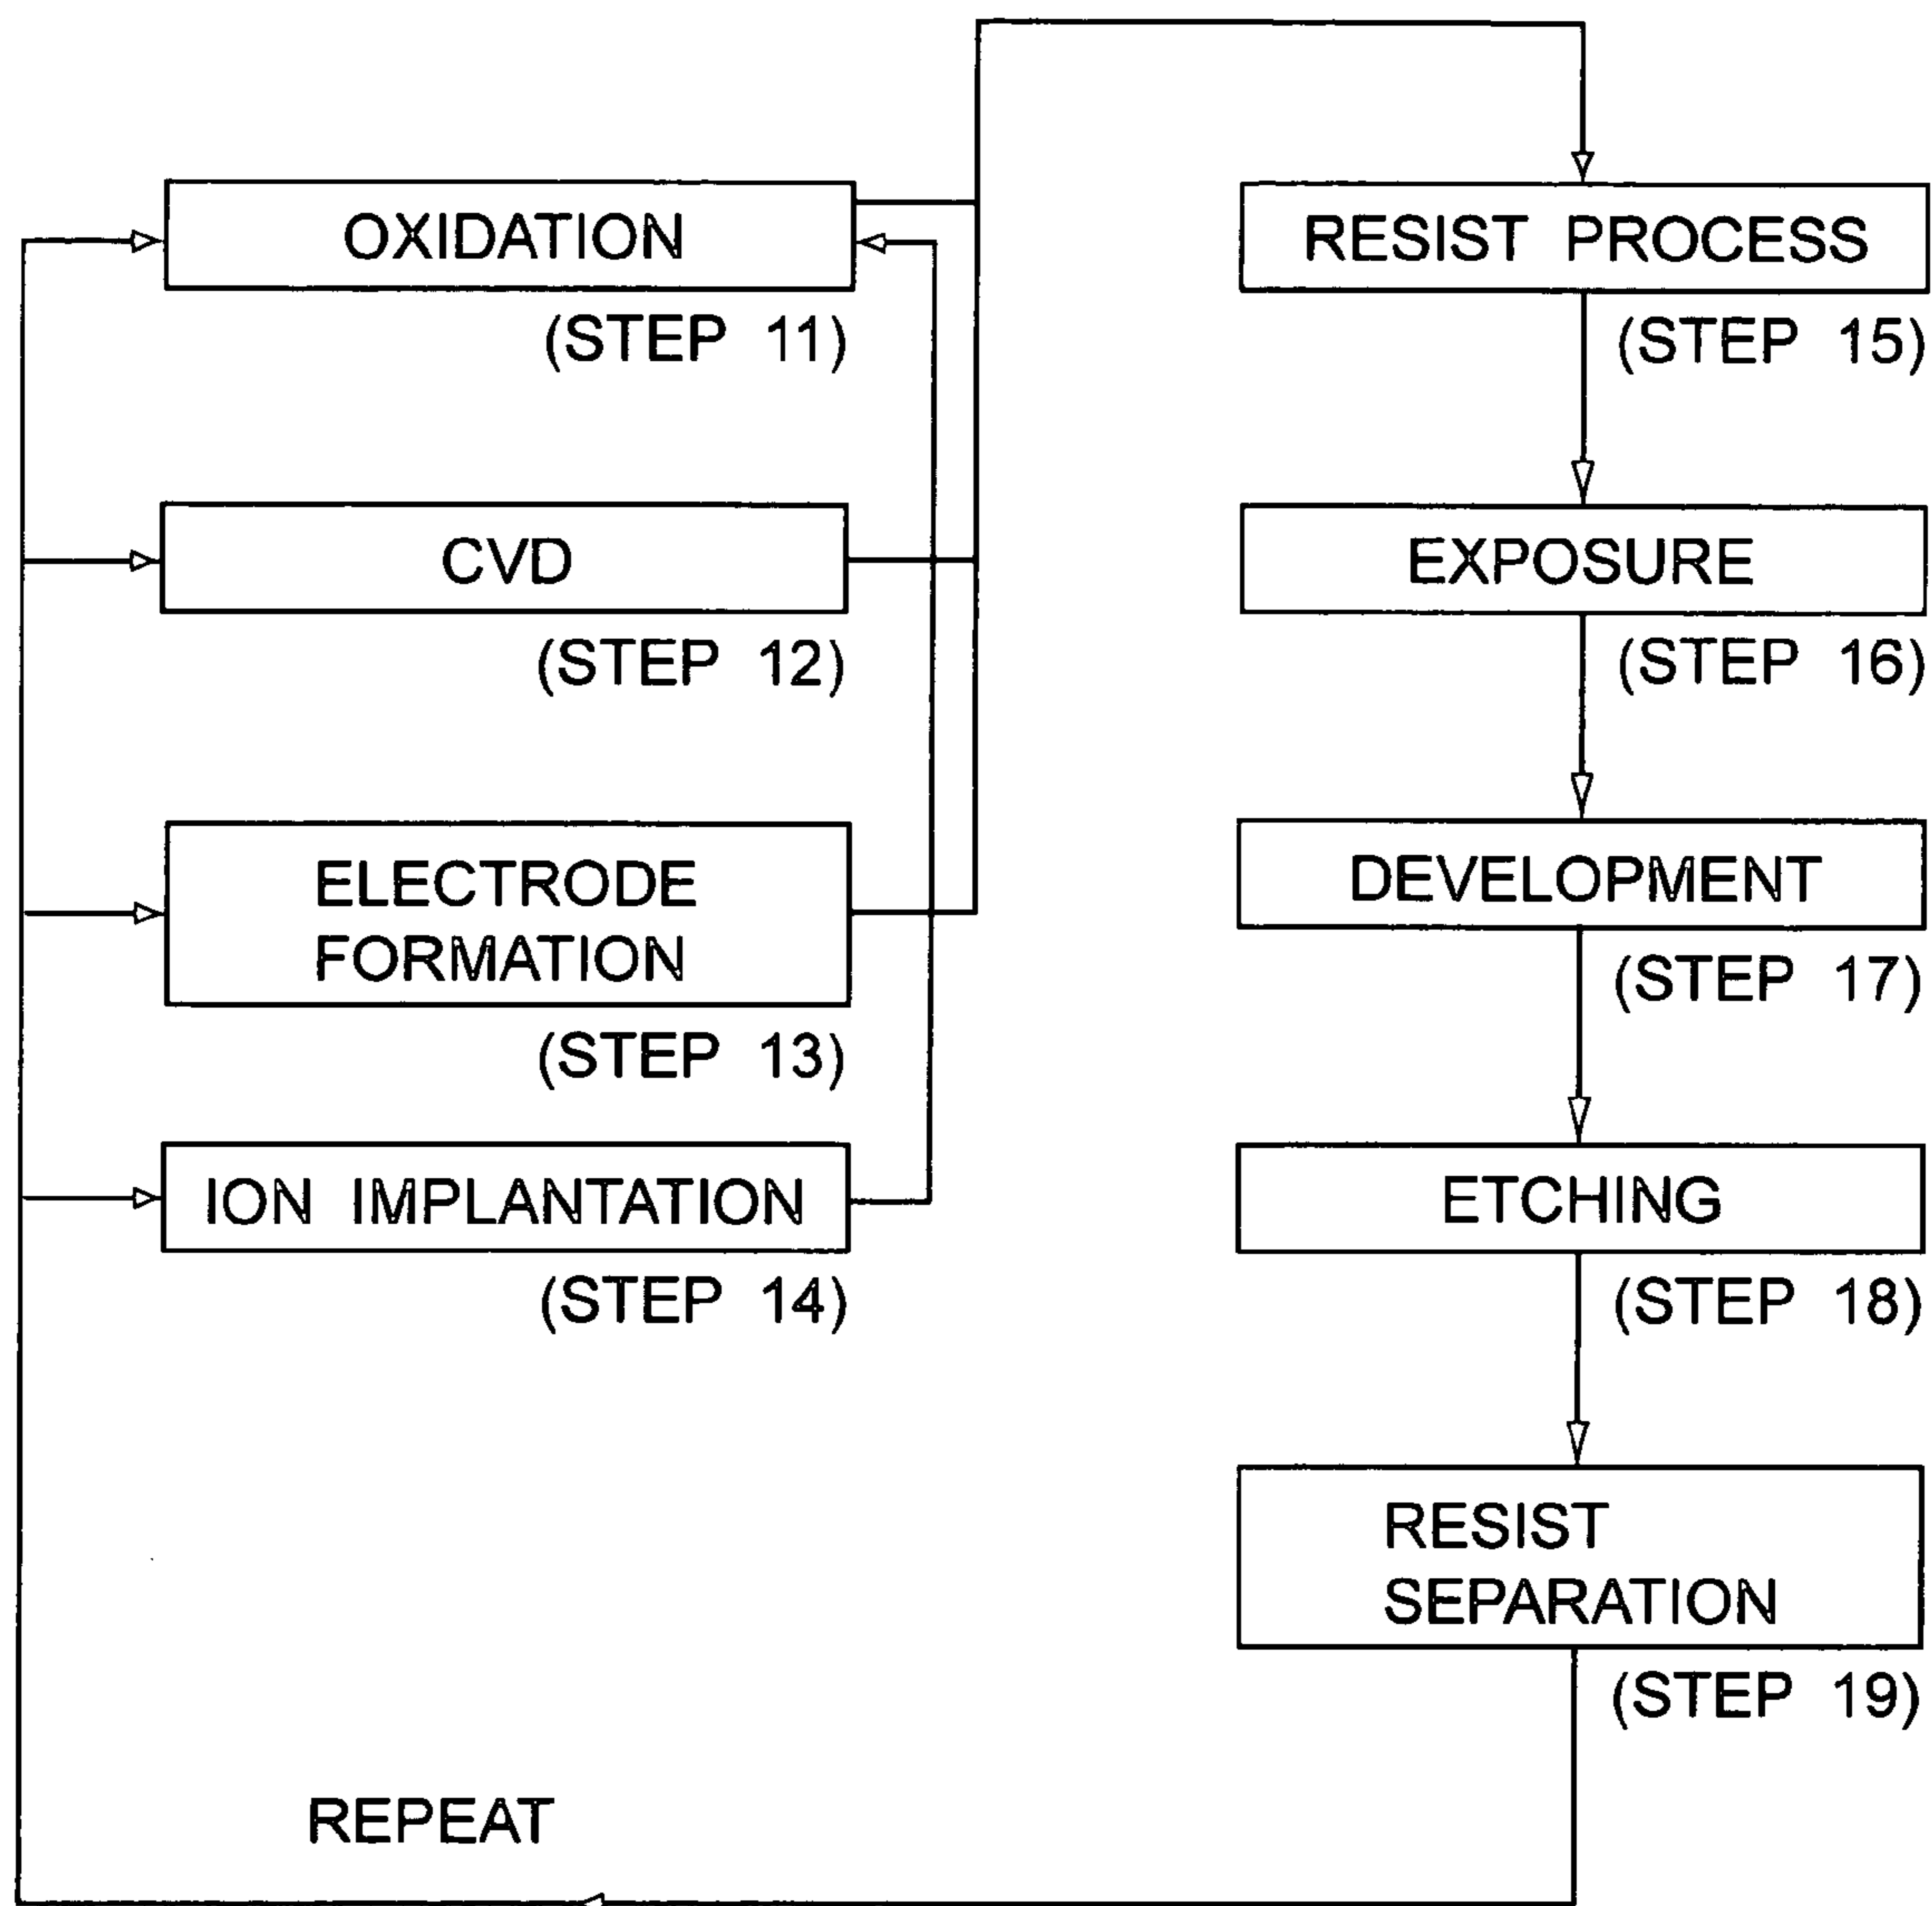 OXIDATION
(STEP 11)
CVD
(STEP 12)
ELECTRODE
FORMATION
(STEP 13)
ION IMPLANTATION
(STEP 14)
RESIST PROCESS
(STEP 15)
EXPOSURE
(STEP 16)
DEVELOPMENT
(STEP 17)
ETCHING
(STEP 18)
RESIST
SEPARATION
(STEP 19)
REPEAT